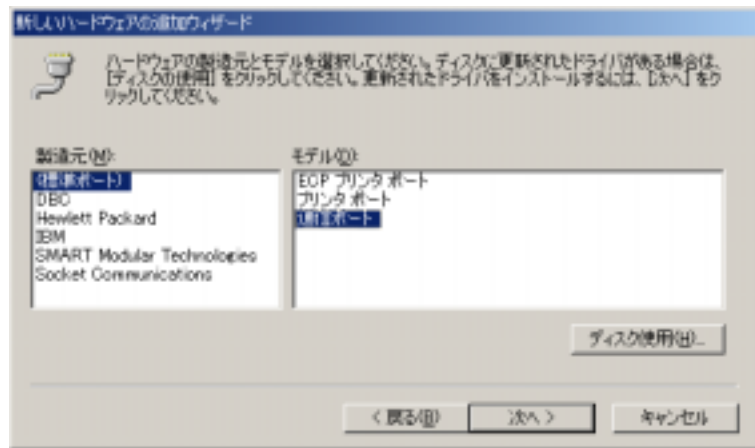 新しいハードウェアの追加ウィザード
ハードウェアの製造元とモデルを選択してください。ディスクに更新されたドライバがある場合は、
[ディスクの使用] をクリックしてください。更新されたドライバをインストールするには、[次へ] をク
リックしてください。
製造元(M):
(標準ポート)
DBC
Hewlett Packard
IBM
SMART Modular Technologies
Socket Communications
モデル(D):
ECP プリンタ ポート
プリンタ ポート
通信ポート
ディスク使用(H)...
< 戻る(B)
次へ >
キャンセル